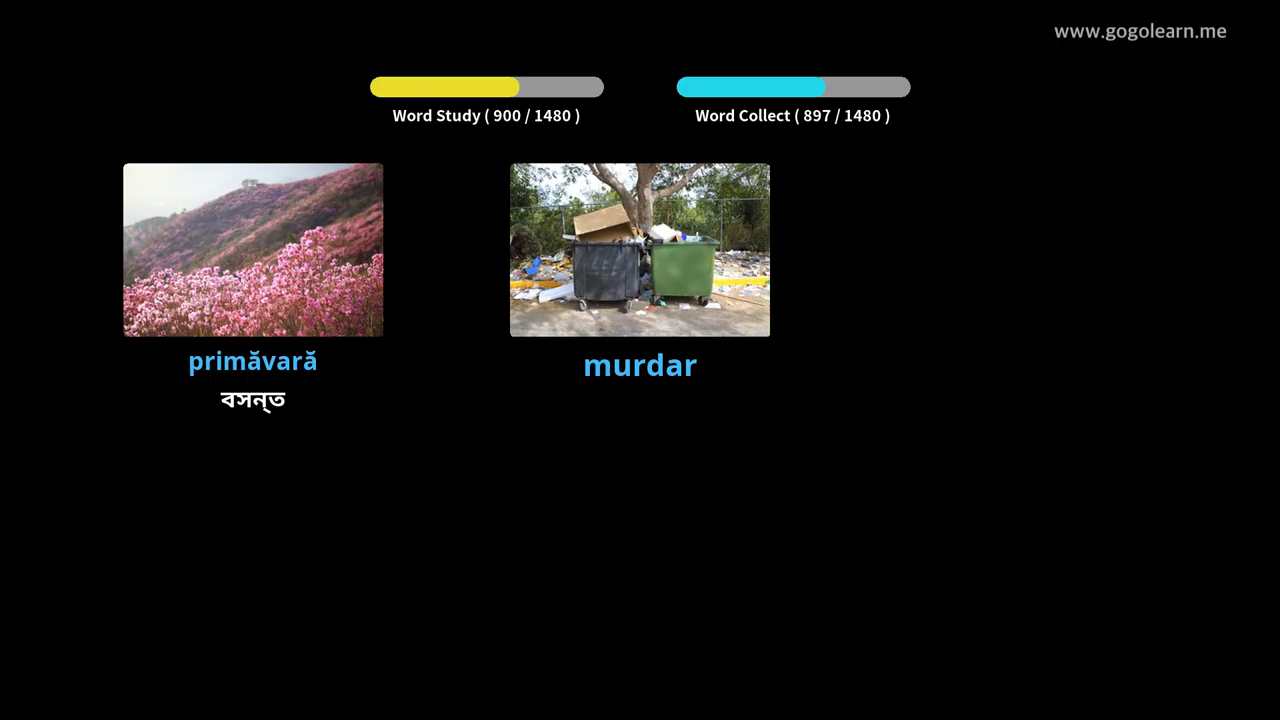 www.gogolearn.me
Word Study ( 900 / 1480 )
Word Collect ( 897 / 1480 )
primăvară
বসন্ত
murdar